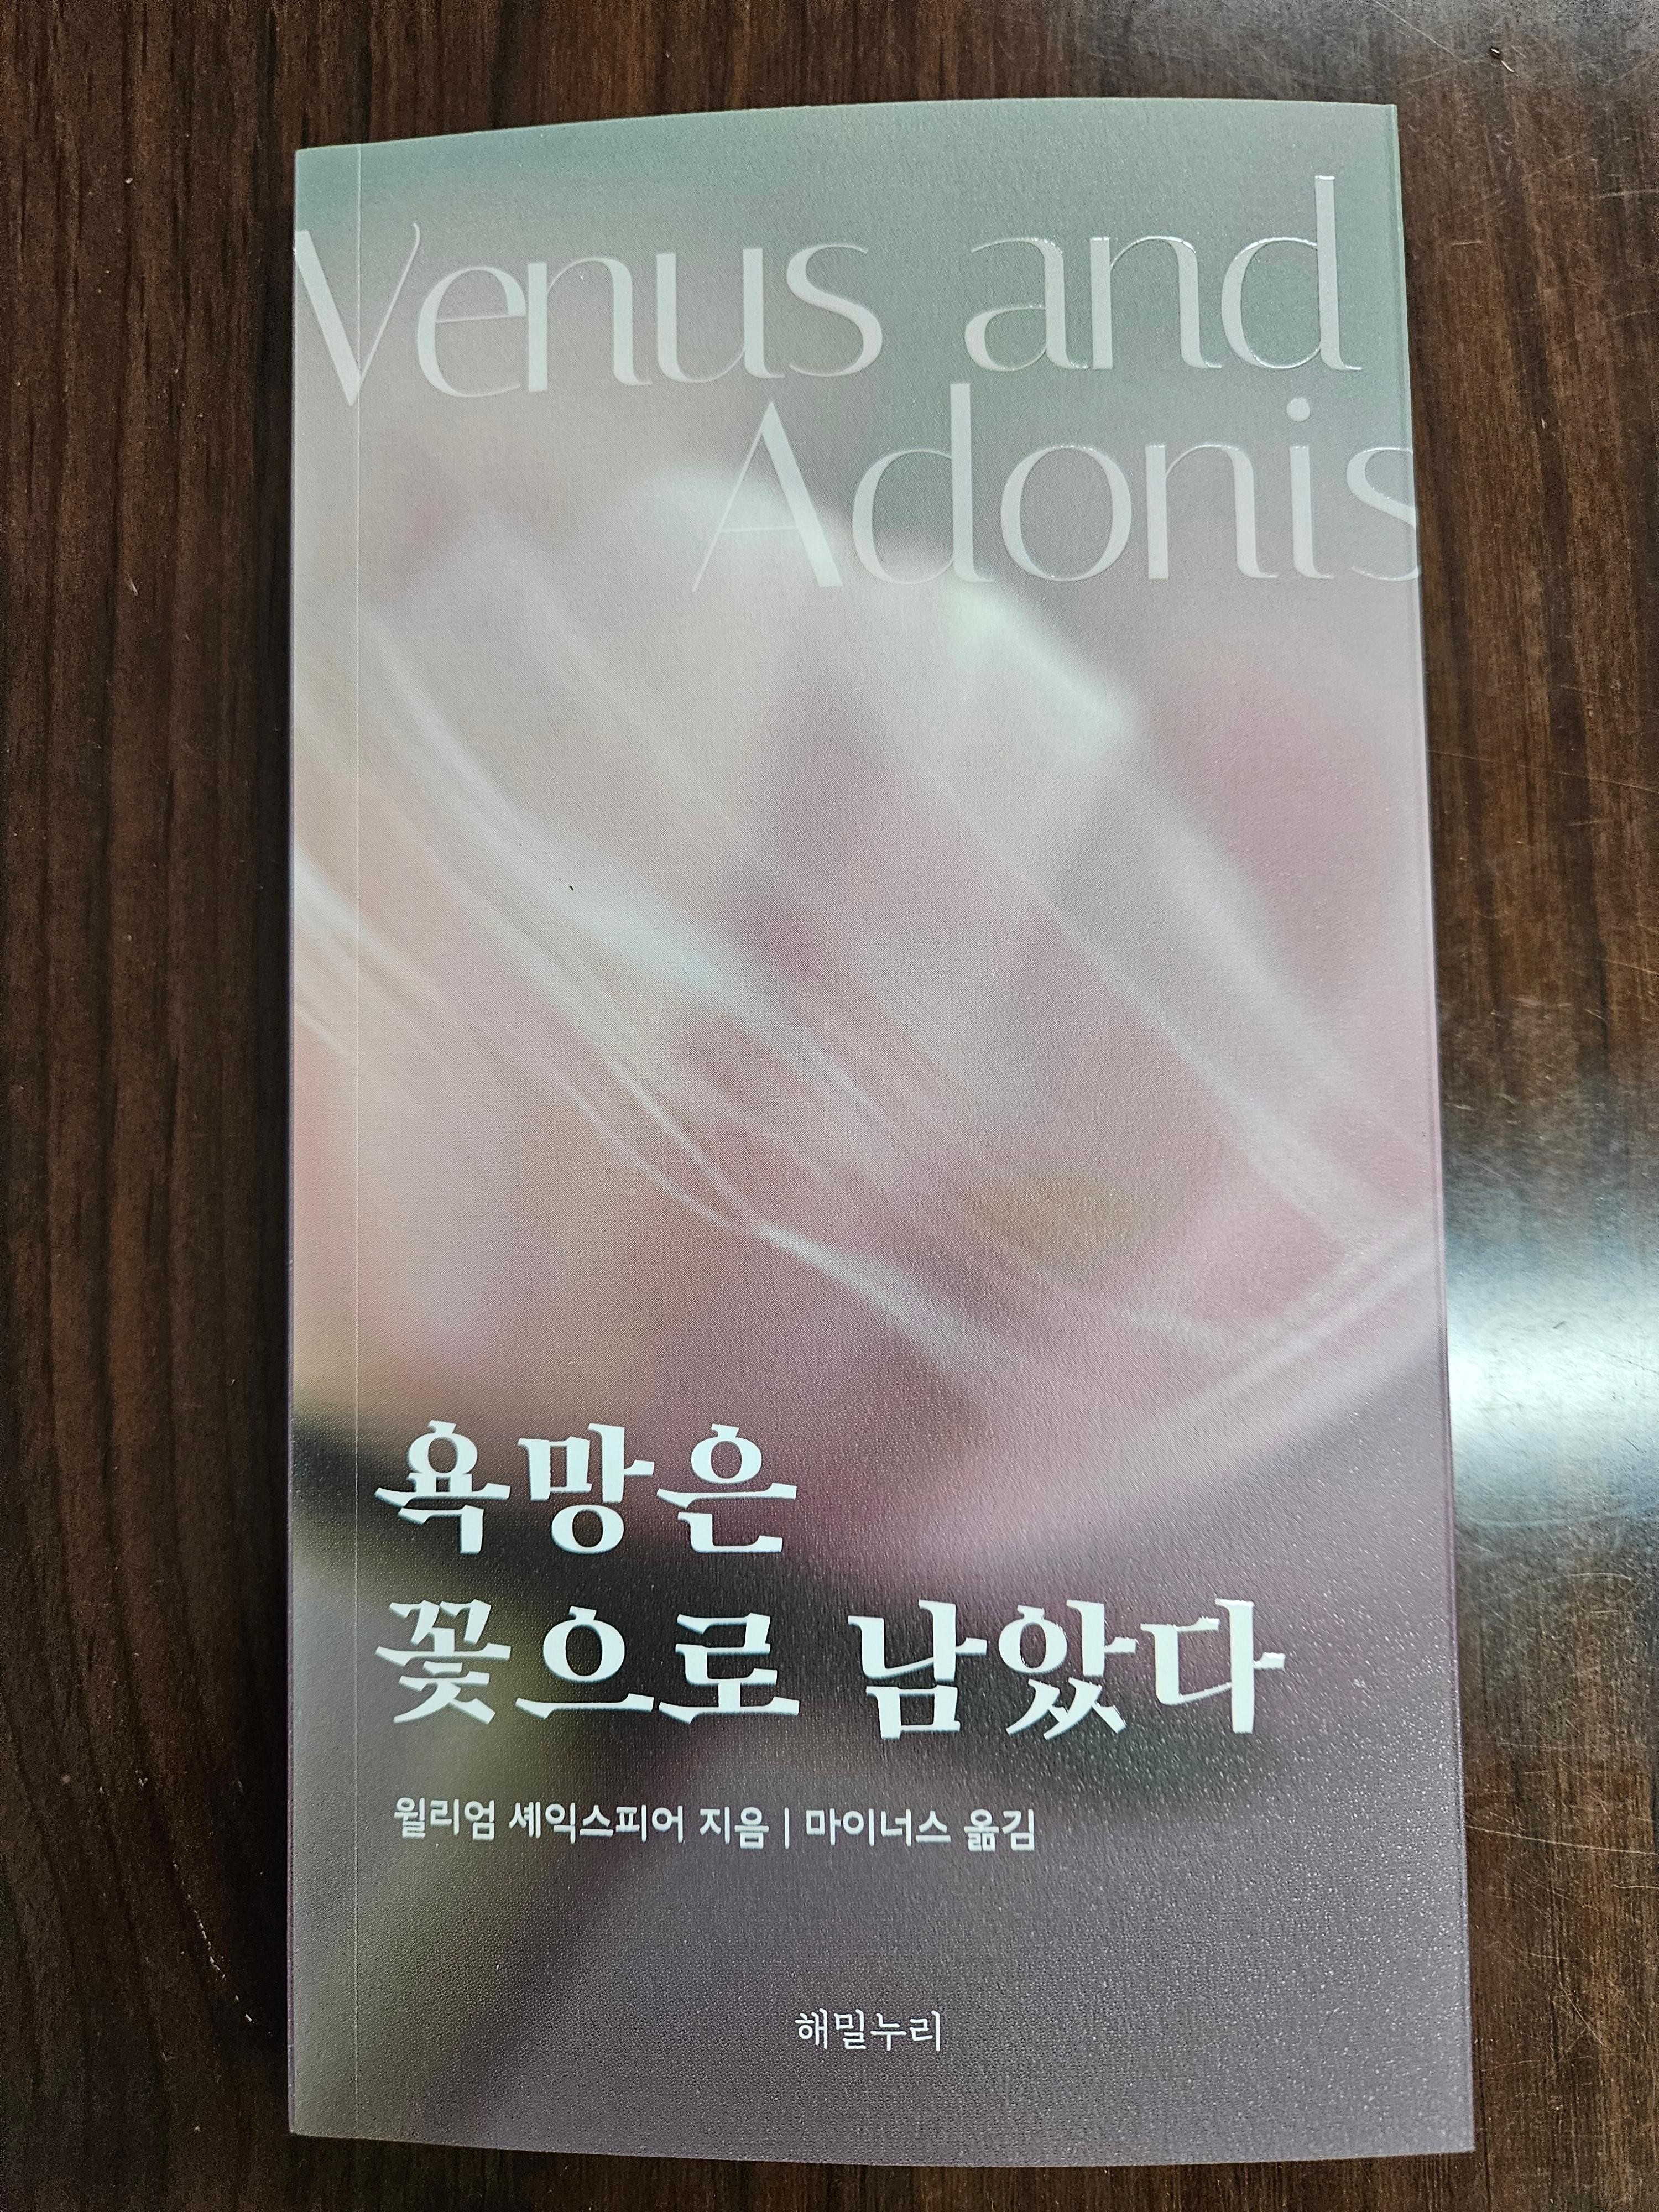 Venus and
Adonis
욕망은
꽃으로 남았다
윌리엄 셰익스피어 지음 | 마이너스 옮김
해밀누리